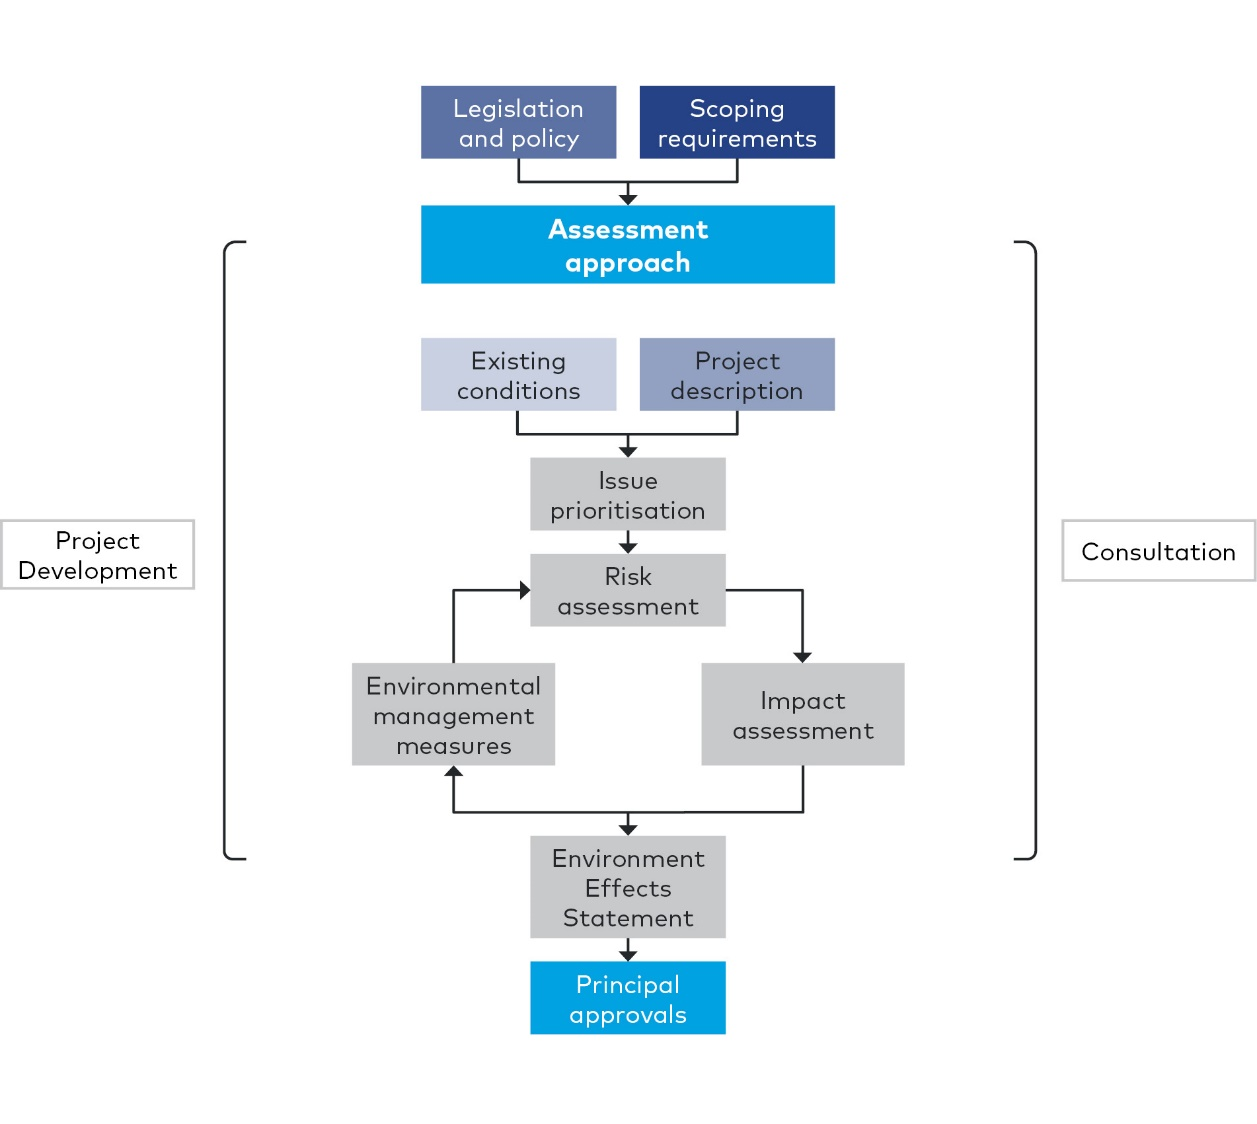 Legislation
and policy
Scoping
requirements
Assessment
approach
Existing
conditions
Project
description
Issue
prioritisation
Project
Development
Consultation
Risk
assessment
Environmental
management
measures
Impact
assessment
Environment
Effects
Statement
Principal
approvals